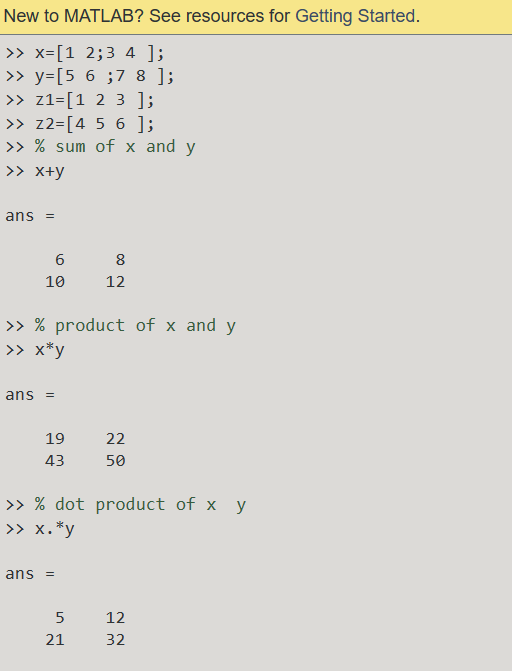 New to MATLAB? See resources for Getting Started.
>> x=[1 2;3 4 ];
>> y=[5 6 ;7 8 ];
>> z1=[1 2 3 ];
>> z2=[4 5 6 ];
>> % sum of x and y
>> x+y
ans =
6 8
10 12
>> % product of x and y
>> x*y
ans =
19 22
43 50
>> % dot product of x  y
>> x.*y
ans =
5 12
21 32